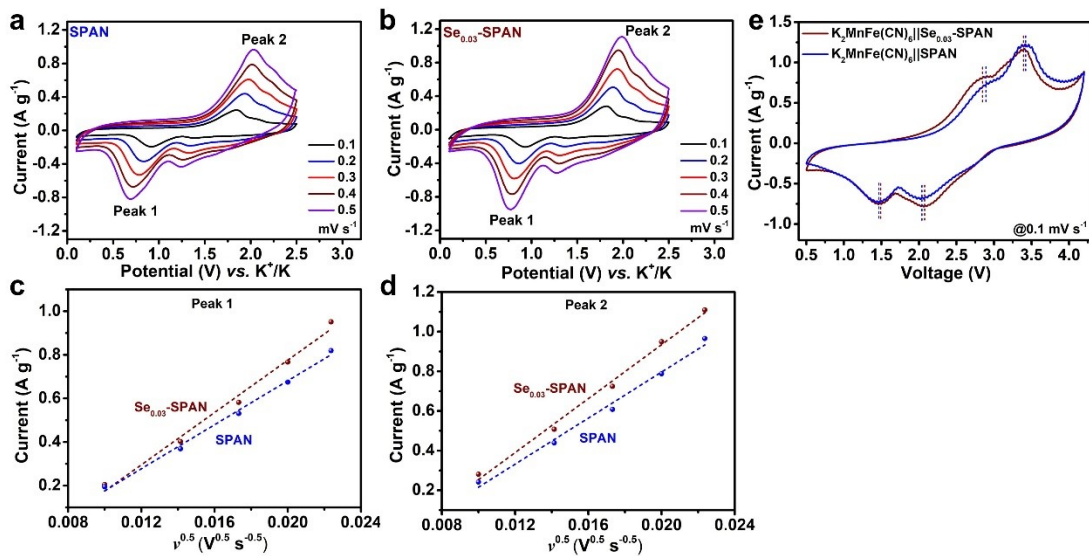 a
SPAN
Peak 2
Peak 1
1.2
0.8
0.4
0.0
-0.4
-0.8
-1.2
Current (A g⁻¹)
0.1
0.2
0.3
0.4
0.5
mV s⁻¹
0.0 0.5 1.0 1.5 2.0 2.5 3.0
Potential (V) vs. K⁺/K
b
Se₀.₀₃-SPAN
Peak 2
Peak 1
1.2
0.8
0.4
0.0
-0.4
-0.8
-1.2
Current (A g⁻¹)
0.1
0.2
0.3
0.4
0.5
mV s⁻¹
0.0 0.5 1.0 1.5 2.0 2.5 3.0
Potential (V) vs. K⁺/K
e
K₂MnFe(CN)₆||Se₀.₀₃-SPAN
K₂MnFe(CN)₆||SPAN
1.5
1.0
0.5
0.0
-0.5
-1.0
Current (A g⁻¹)
@0.1 mV s⁻¹
0.5 1.0 1.5 2.0 2.5 3.0 3.5 4.0
Voltage (V)
c
Peak 1
1.0
0.8
0.6
0.4
0.2
Current (A g⁻¹)
Se₀.₀₃-SPAN
SPAN
0.008 0.012 0.016 0.020 0.024
v⁰·⁵ (V⁰·⁵ s⁻⁰·⁵)
d
Peak 2
1.2
1.0
0.8
0.6
0.4
0.2
0.0
Current (A g⁻¹)
Se₀.₀₃-SPAN
SPAN
0.008 0.012 0.016 0.020 0.024
v⁰·⁵ (V⁰·⁵ s⁻⁰·⁵)